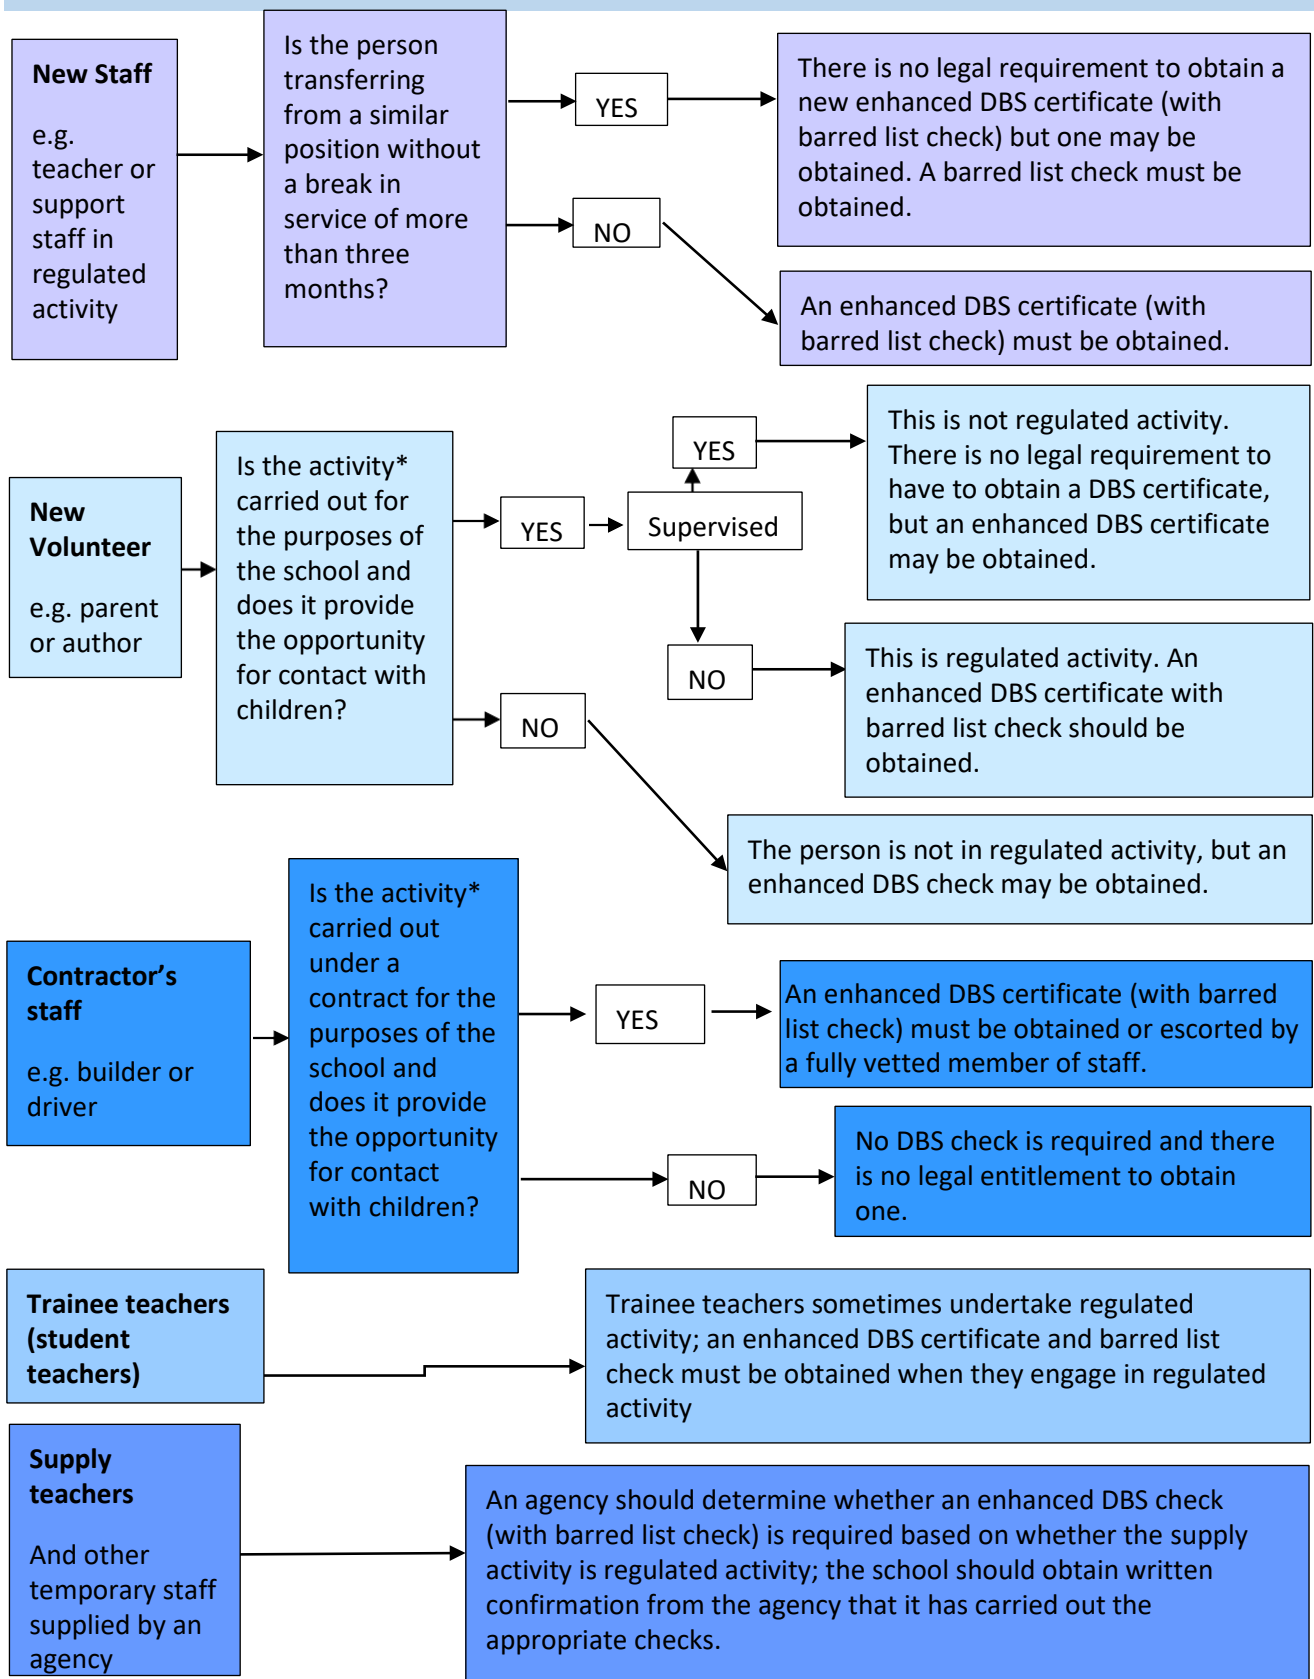 New Staff
e.g.
teacher or
support
staff in
regulated
activity
Is the person
transferring
from a similar
position without
a break in
service of more
than three
months?
YES
There is no legal requirement to obtain a
new enhanced DBS certificate (with
barred list check) but one may be
obtained. A barred list check must be
obtained.
NO
An enhanced DBS certificate (with
barred list check) must be obtained.
New
Volunteer
e.g. parent
or author
Is the activity*
carried out for
the purposes of
the school and
does it provide
the opportunity
for contact with
children?
YES
Supervised
YES
This is not regulated activity.
There is no legal requirement to
have to obtain a DBS certificate,
but an enhanced DBS certificate
may be obtained.
NO
This is regulated activity. An
enhanced DBS certificate with
barred list check should be
obtained.
NO
The person is not in regulated activity, but an
enhanced DBS check may be obtained.
Contractor’s
staff
e.g. builder or
driver
Is the activity*
carried out
under a
contract for the
purposes of the
school and
does it provide
the opportunity
for contact
with children?
YES
An enhanced DBS certificate (with barred
list check) must be obtained or escorted by
a fully vetted member of staff.
NO
No DBS check is required and there
is no legal entitlement to obtain
one.
Trainee teachers
(student
teachers)
Trainee teachers sometimes undertake regulated
activity; an enhanced DBS certificate and barred list
check must be obtained when they engage in regulated
activity
Supply
teachers
And other
temporary staff
supplied by an
agency
An agency should determine whether an enhanced DBS check
(with barred list check) is required based on whether the supply
activity is regulated activity; the school should obtain written
confirmation from the agency that it has carried out the
appropriate checks.